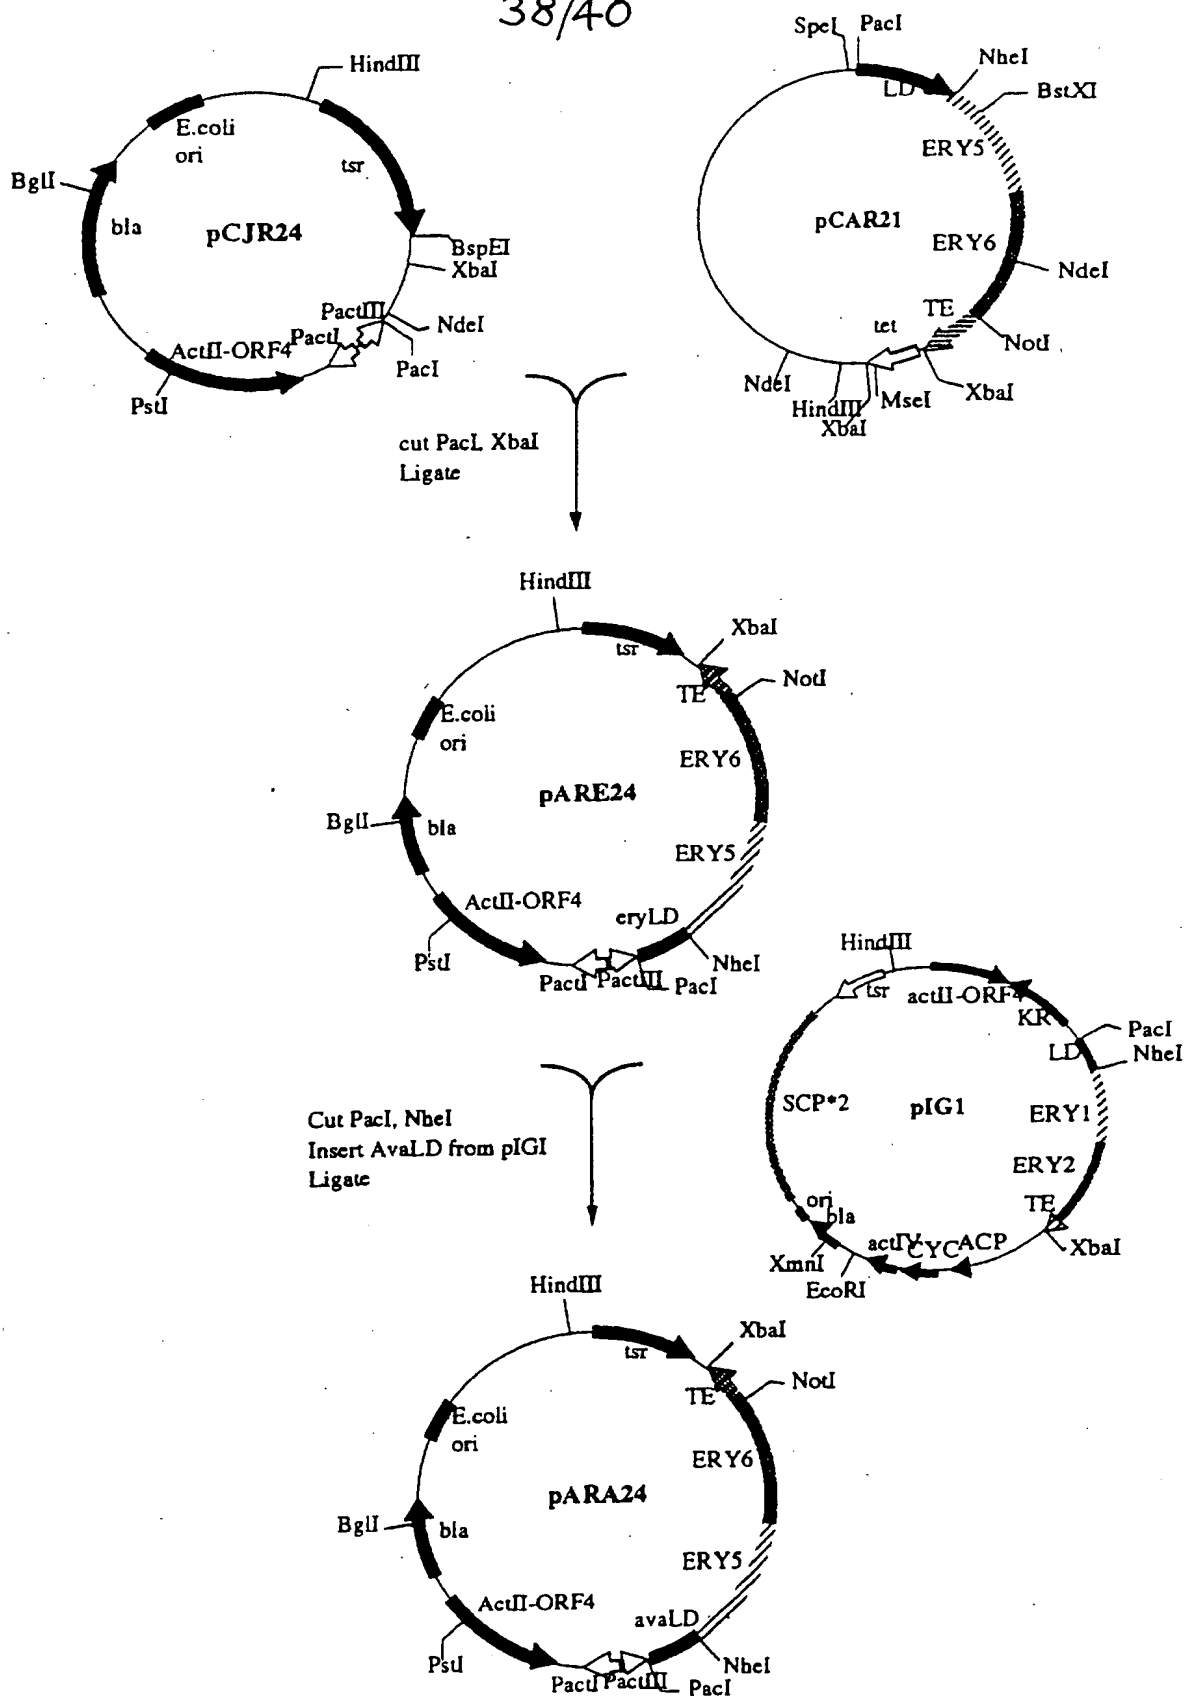 38/40
HindIII
E.coli
ori
tsr
BglI
bla
pCJR24
BspEI
XbaI
PactIII
PactI
NdeI
ActII-ORF4
PacI
PstI
SpeI
PacI
NheI
LD
BstXI
ERY5
pCAR21
ERY6
NdeI
TE
tet
NotI
NdeI
XbaI
HindIII
MseI
XbaI
cut PacI, XbaI
Ligate
HindIII
XbaI
tsr
NotI
TE
E.coli
ori
ERY6
pARE24
BglI
bla
ERY5
ActII-ORF4
eryLD
PstI
NheI
PactI
PactIII
PacI
Cut PacI, NheI
Insert AvaLD from pIGI
Ligate
HindIII
tsr
actII-ORF4
KR
PacI
LD
NheI
SCP*2
pIG1
ERY1
ERY2
TE
ori
bla
actIV
CYC
ACP
XbaI
XmnI
EcoRI
HindIII
XbaI
tsr
NotI
TE
E.coli
ori
ERY6
pARA24
BglI
bla
ERY5
ActII-ORF4
avaLD
PstI
NheI
PactI
PactIII
PacI